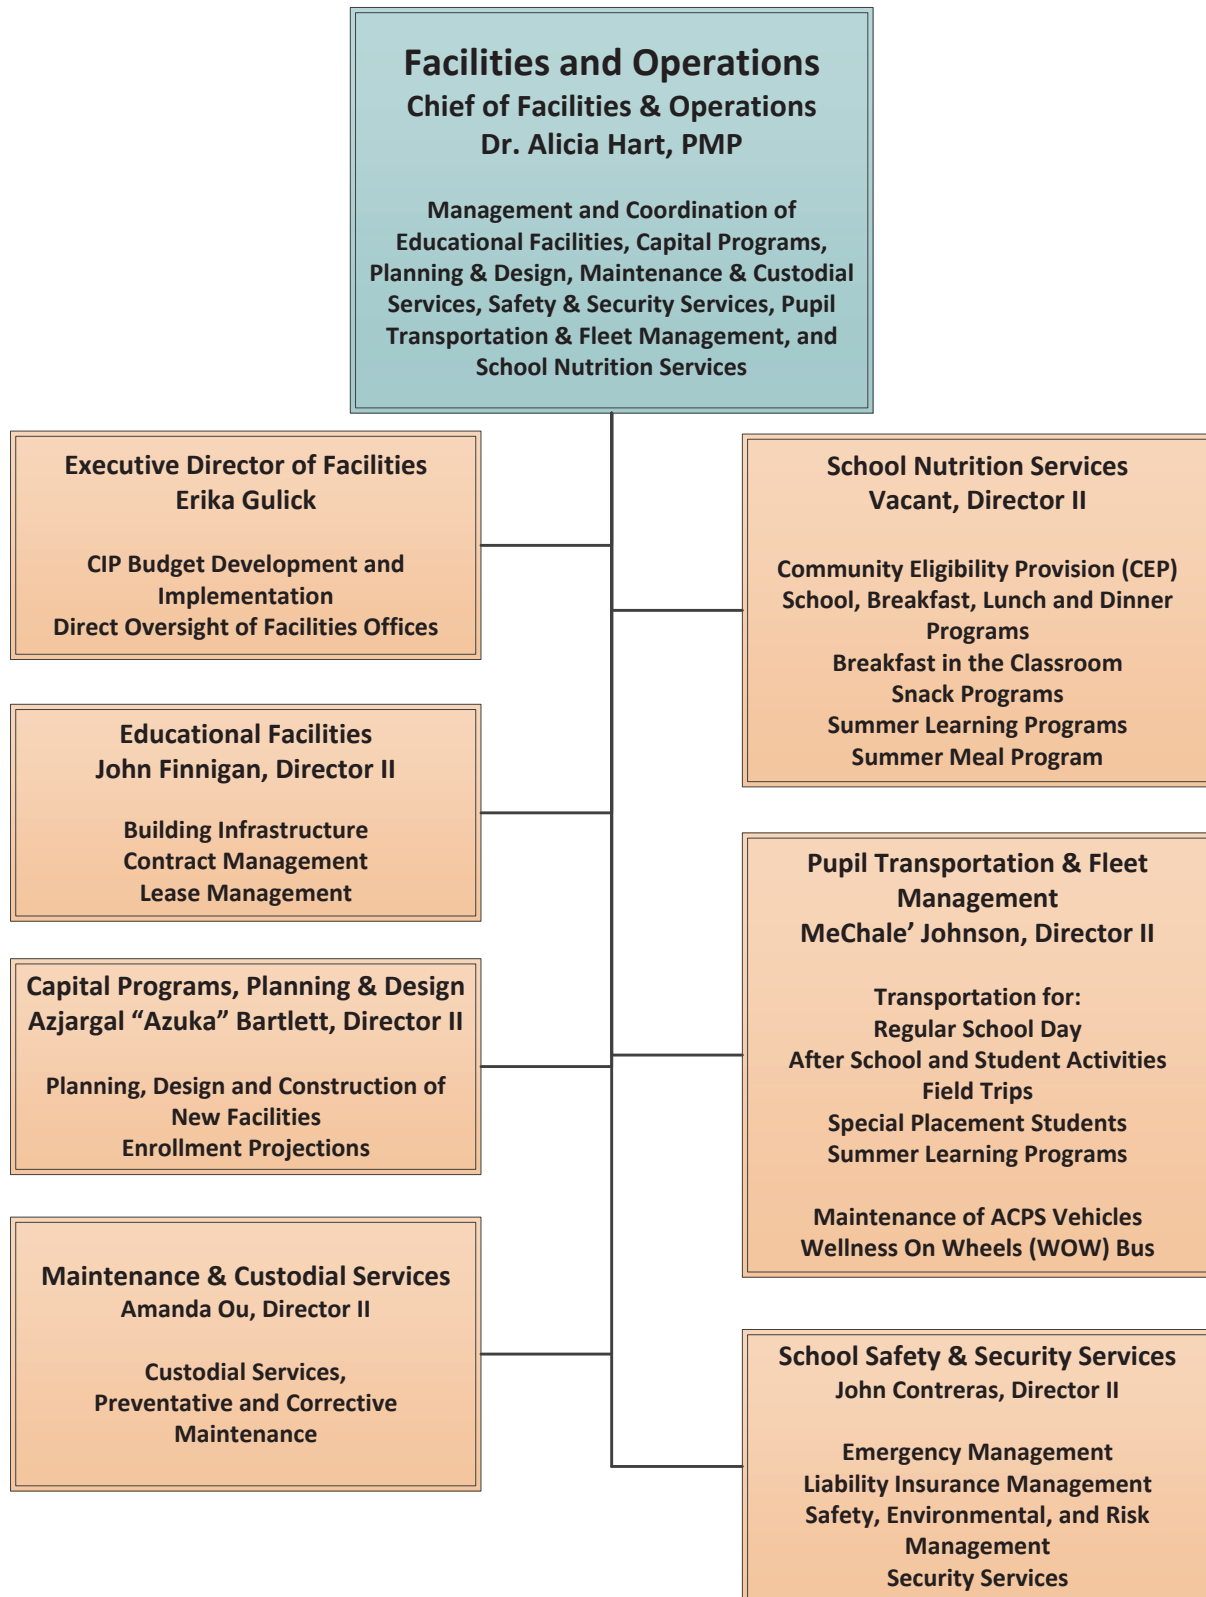 Facilities and Operations
Chief of Facilities & Operations
Dr. Alicia Hart, PMP
Management and Coordination of
Educational Facilities, Capital Programs,
Planning & Design, Maintenance & Custodial
Services, Safety & Security Services, Pupil
Transportation & Fleet Management, and
School Nutrition Services
Executive Director of Facilities
Erika Gulick
CIP Budget Development and
Implementation
Direct Oversight of Facilities Offices
Educational Facilities
John Finnigan, Director II
Building Infrastructure
Contract Management
Lease Management
Capital Programs, Planning & Design
Azjargal “Azuka” Bartlett, Director II
Planning, Design and Construction of
New Facilities
Enrollment Projections
Maintenance & Custodial Services
Amanda Ou, Director II
Custodial Services,
Preventative and Corrective
Maintenance
School Nutrition Services
Vacant, Director II
Community Eligibility Provision (CEP)
School, Breakfast, Lunch and Dinner
Programs
Breakfast in the Classroom
Snack Programs
Summer Learning Programs
Summer Meal Program
Pupil Transportation & Fleet
Management
MeChale’ Johnson, Director II
Transportation for:
Regular School Day
After School and Student Activities
Field Trips
Special Placement Students
Summer Learning Programs
Maintenance of ACPS Vehicles
Wellness On Wheels (WOW) Bus
School Safety & Security Services
John Contreras, Director II
Emergency Management
Liability Insurance Management
Safety, Environmental, and Risk
Management
Security Services